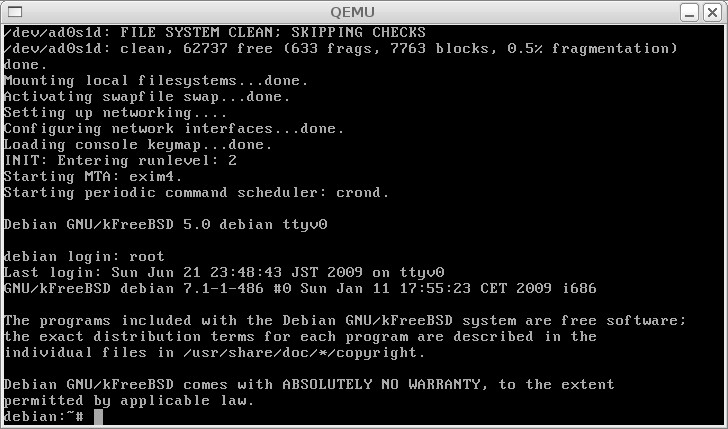 QEMU
/dev/ad0s1d: FILE SYSTEM CLEAN; SKIPPING CHECKS
/dev/ad0s1d: clean, 62737 free (633 frags, 7763 blocks, 0.5% fragmentation)
done.
Mounting local filesystems...done.
Activating swapfile swap...done.
Setting up networking....
Configuring network interfaces...done.
Loading console keymap...done.
INIT: Entering runlevel: 2
Starting MTA: exim4.
Starting periodic command scheduler: crond.
Debian GNU/kFreeBSD 5.0 debian ttyv0
debian login: root
Last login: Sun Jun 21 23:48:43 JST 2009 on ttyv0
GNU/kFreeBSD debian 7.1-1-486 #0 Sun Jan 11 17:55:23 CET 2009 i686
The programs included with the Debian GNU/kFreeBSD system are free software;
the exact distribution terms for each program are described in the
individual files in /usr/share/doc/*/copyright.
Debian GNU/kFreeBSD comes with ABSOLUTELY NO WARRANTY, to the extent
permitted by applicable law.
debian:~#